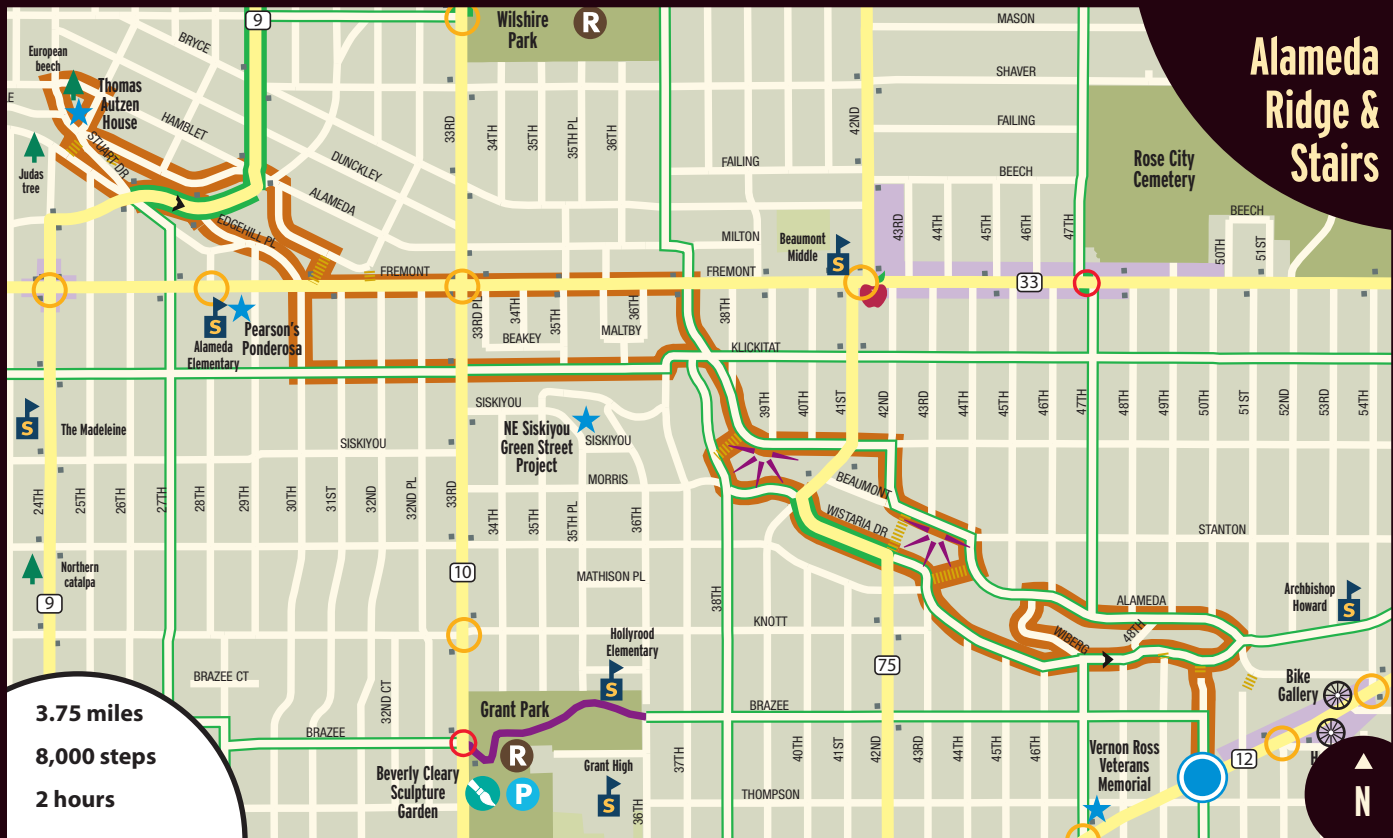 Alameda
Ridge &
Stairs
9
Wilshire
Park
R
MASON
European
beech
BRYCE
SHAVER
Thomas
Autzen
House
E
HAMBLET
33RD
34TH
35TH
35TH PL
36TH
42ND
FAILING
STUART DR
DUNCKLEY
FAILING
Rose City
Cemetery
Judas
tree
BEECH
ALAMEDA
BEECH
43RD
44TH
45TH
46TH
47TH
50TH
51ST
EDGEHILL PL
MILTON
Beaumont
Middle
S
FREMONT
FREMONT
33
S
Pearson's
Ponderosa
Alameda
Elementary
33RD PL
34TH
35TH
36TH
38TH
BEAKEY
MALTBY
KLICKITAT
S
The Madeleine
SISKIYOU
NE Siskiyou
Green Street
Project
SISKIYOU
SISKIYOU
39TH
40TH
41ST
42ND
43RD
44TH
45TH
46TH
47TH
48TH
49TH
50TH
51ST
52ND
53RD
54TH
MORRIS
BEAUMONT
24TH
25TH
26TH
27TH
28TH
29TH
30TH
31ST
32ND
32ND PL
33RD
34TH
35TH
35TH PL
36TH
WISTARIA DR
STANTON
Northern
catalpa
10
MATHISON PL
38TH
9
ALAMEDA
Archbishop
Howard
S
KNOTT
Hollyrood
Elementary
S
WIBERG
48TH
75
BRAZEE CT
32ND CT
Grant Park
BRAZEE
Bike
Gallery
3.75 miles
8,000 steps
2 hours
BRAZEE
R
37TH
40TH
41ST
42ND
43RD
44TH
45TH
46TH
Vernon Ross
Veterans
Memorial
12
H
Beverly Cleary
Sculpture
Garden
P
Grant High
S
36TH
THOMPSON
N